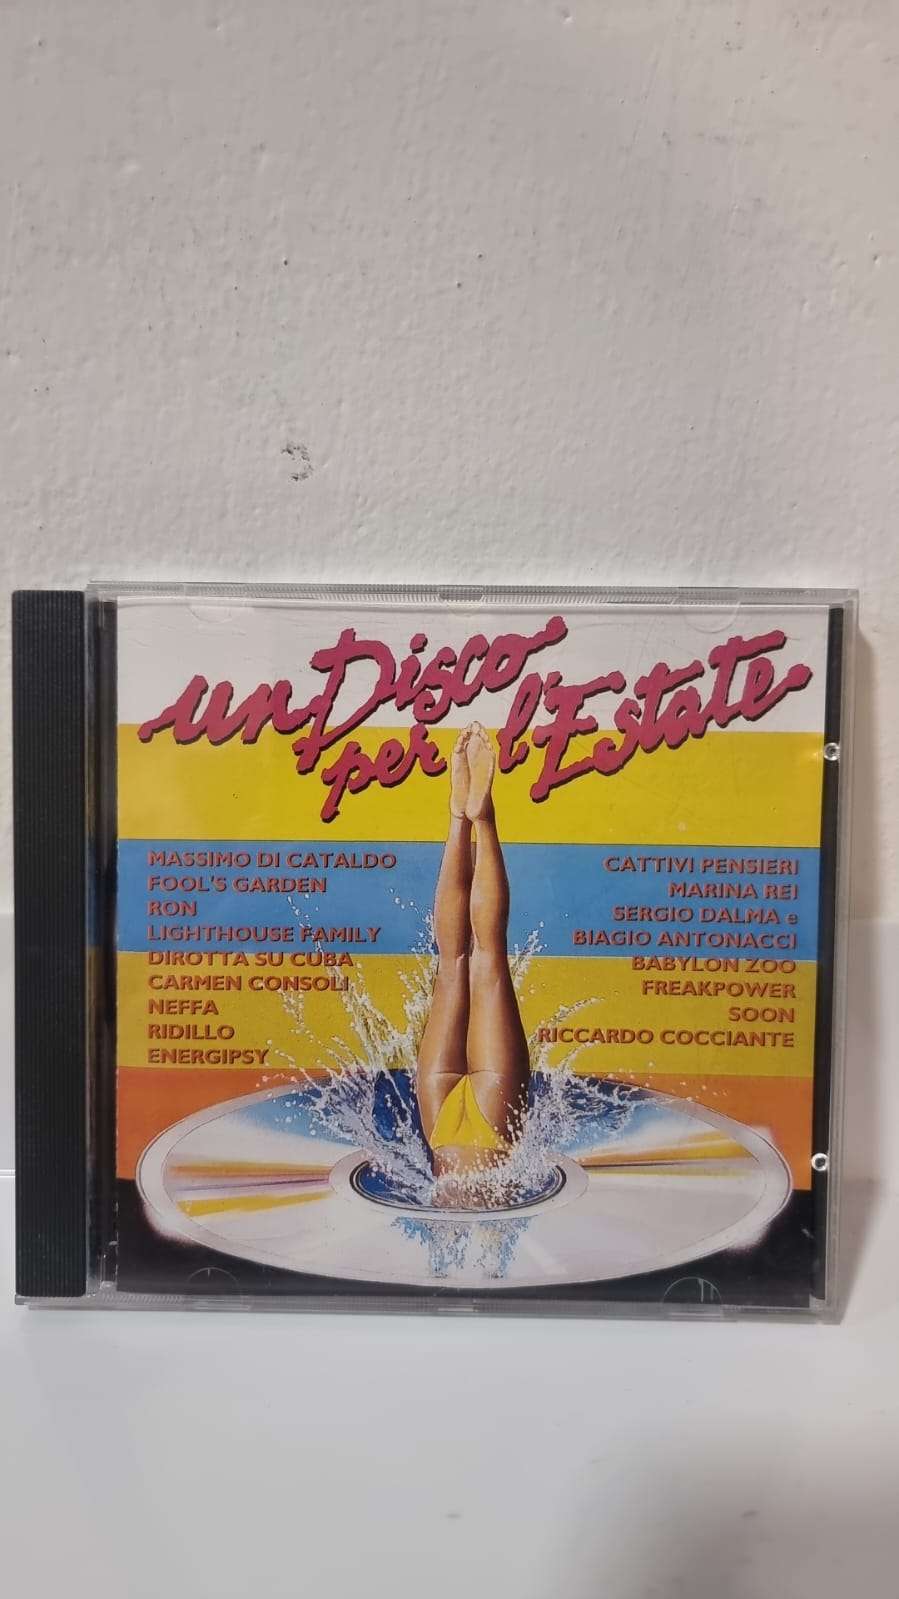 un Disco
per l'Estate
MASSIMO DI CATALDO
FOOL'S GARDEN
RON
LIGHTHOUSE FAMILY
DIROTTA SU CUBA
CARMEN CONSOLI
NEFFA
RIDILLO
ENERGIPSY
CATTIVI PENSIERI
MARINA REI
SERGIO DALMA e
BIAGIO ANTONACCI
BABYLON ZOO
FREAKPOWER
SOON
RICCARDO COCCIANTE